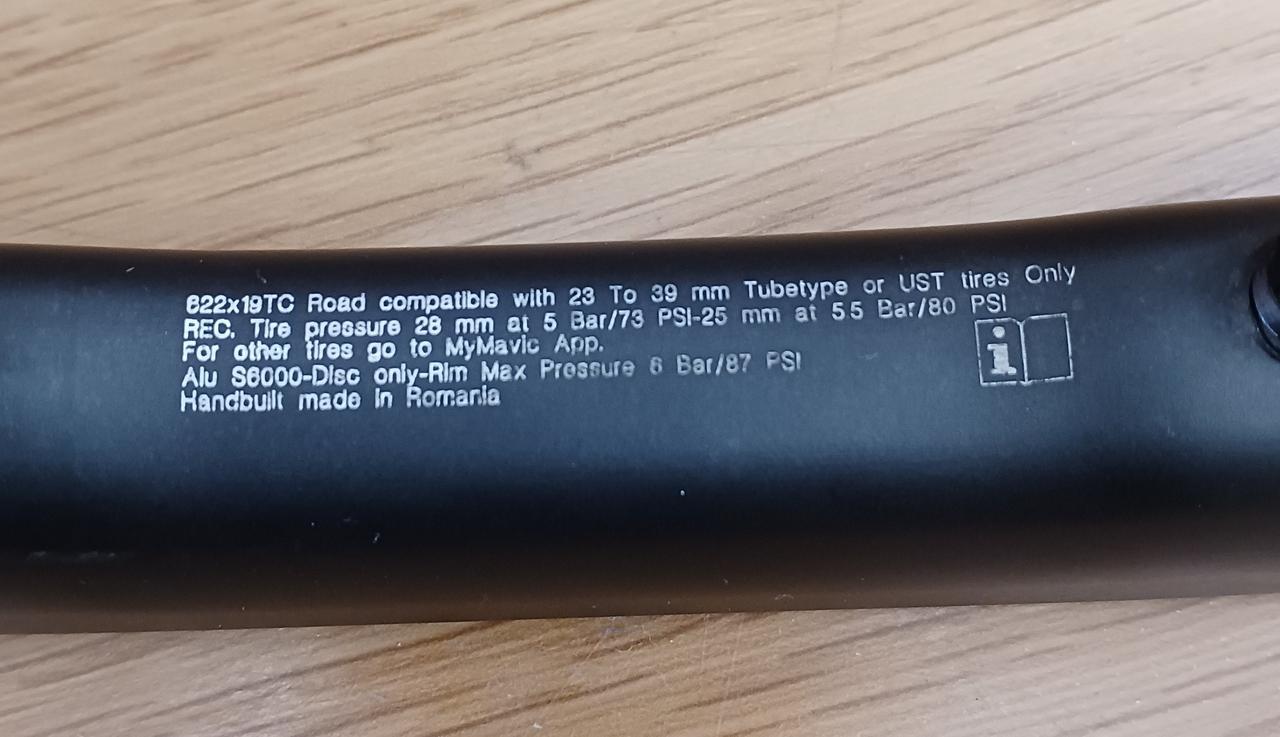 622x19TC Road compatible with 23 To 39 mm Tubetype or UST tires Only
REC. Tire pressure 28 mm at 5 Bar/73 PSI-25 mm at 5.5 Bar/80 PSI
For other tires go to MyMavic App.
Alu S6000-Disc only-Rim Max Pressure 6 Bar/87 PSI
Handbuilt made in Romania
i